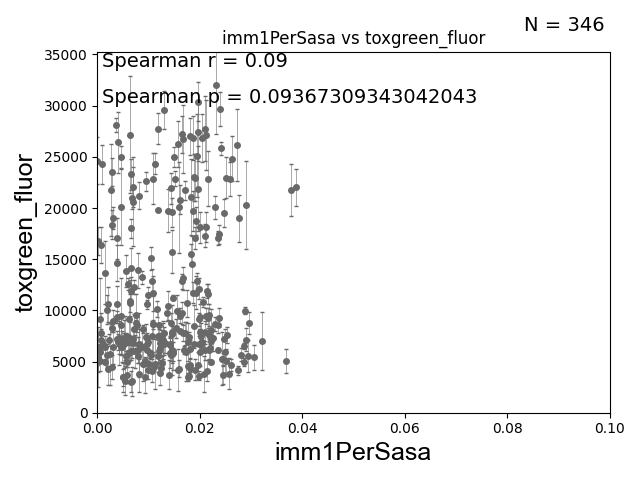 N = 346
imm1PerSasa vs toxgreen_fluor
Spearman r = 0.09
Spearman p = 0.09367309343042043
toxgreen_fluor
35000
30000
25000
20000
15000
10000
5000
0
0.00 0.02 0.04 0.06 0.08 0.10
imm1PerSasa